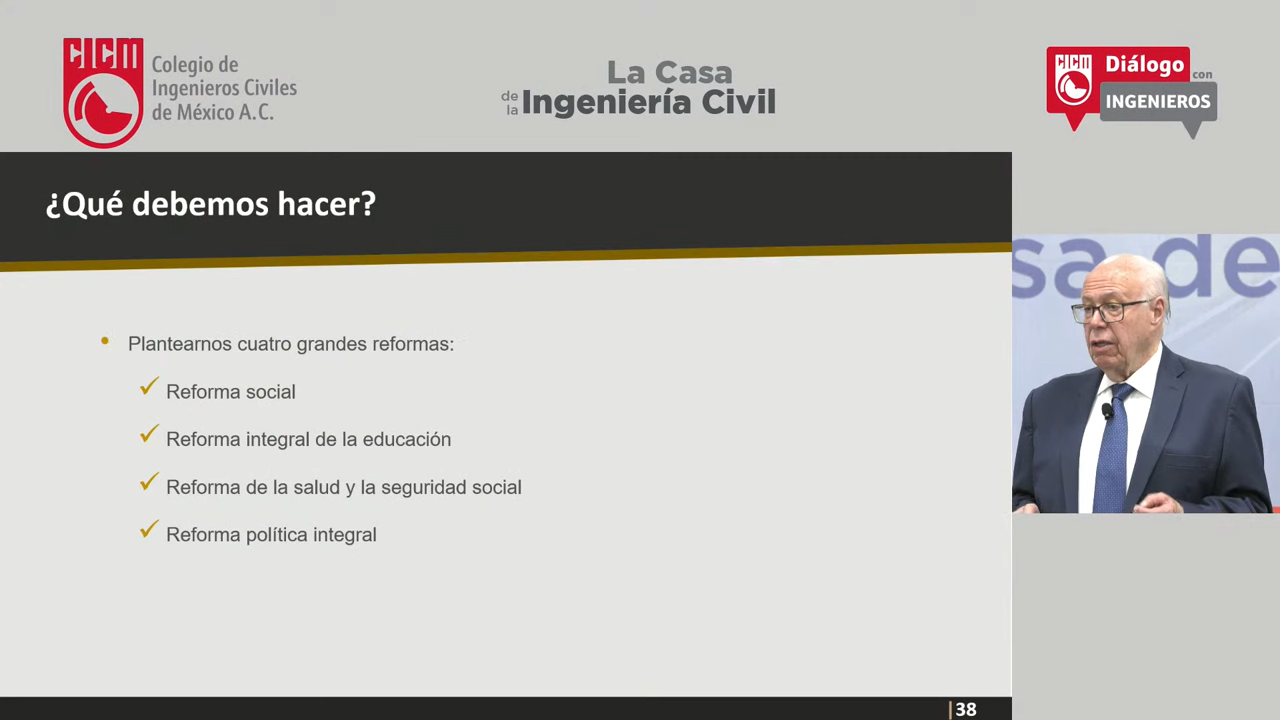 CICM
Colegio de
Ingenieros Civiles
de México A.C.
La Casa
de la Ingeniería Civil
CICM
Diálogo con
INGENIEROS
¿Qué debemos hacer?
sa de
• Plantearnos cuatro grandes reformas:
✓ Reforma social
✓ Reforma integral de la educación
✓ Reforma de la salud y la seguridad social
✓ Reforma política integral
|38